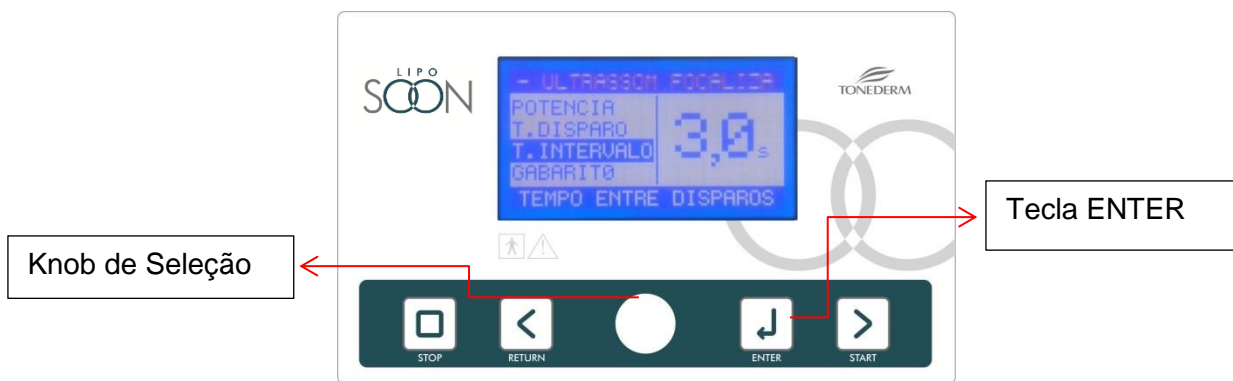 LIPO
SOON
TONEDERM
- ULTRASSOM FOCALIZA
POTENCIA
T.DISPARO
T.INTERVALO
GABARITO
3,0s
TEMPO ENTRE DISPAROS
Tecla ENTER
Knob de Seleção
STOP
RETURN
ENTER
START